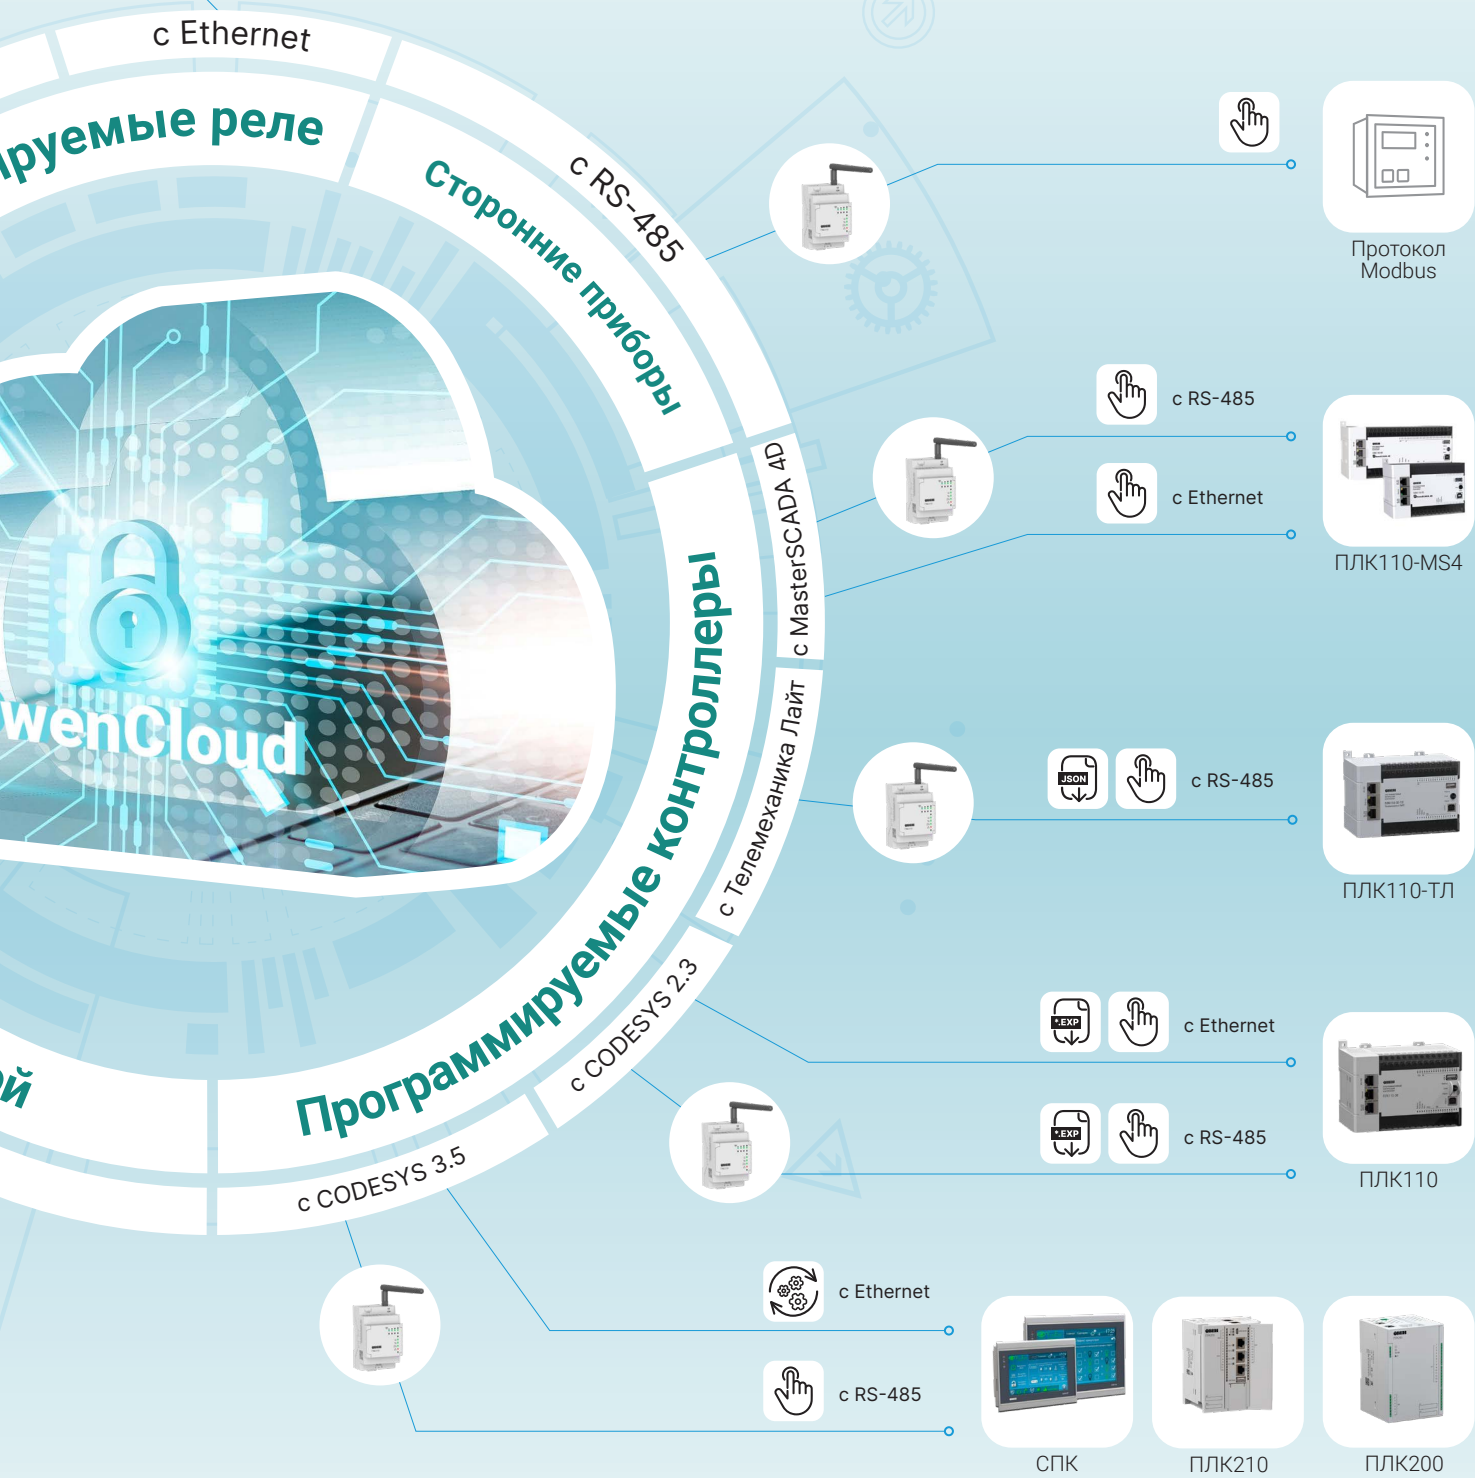 с Ethernet
руемые реле
Сторонние приборы
с RS-485
Протокол
Modbus
с RS-485
с Ethernet
ПЛК110-MS4
с MasterSCADA 4D
Программируемые контроллеры
wenCloud
с Телемеханика Лайт
JSON
с RS-485
ПЛК110-ТЛ
с CODESYS 2.3
*.EXP
с Ethernet
*.EXP
с RS-485
ПЛК110
ой
с CODESYS 3.5
с Ethernet
с RS-485
СПК
ПЛК210
ПЛК200